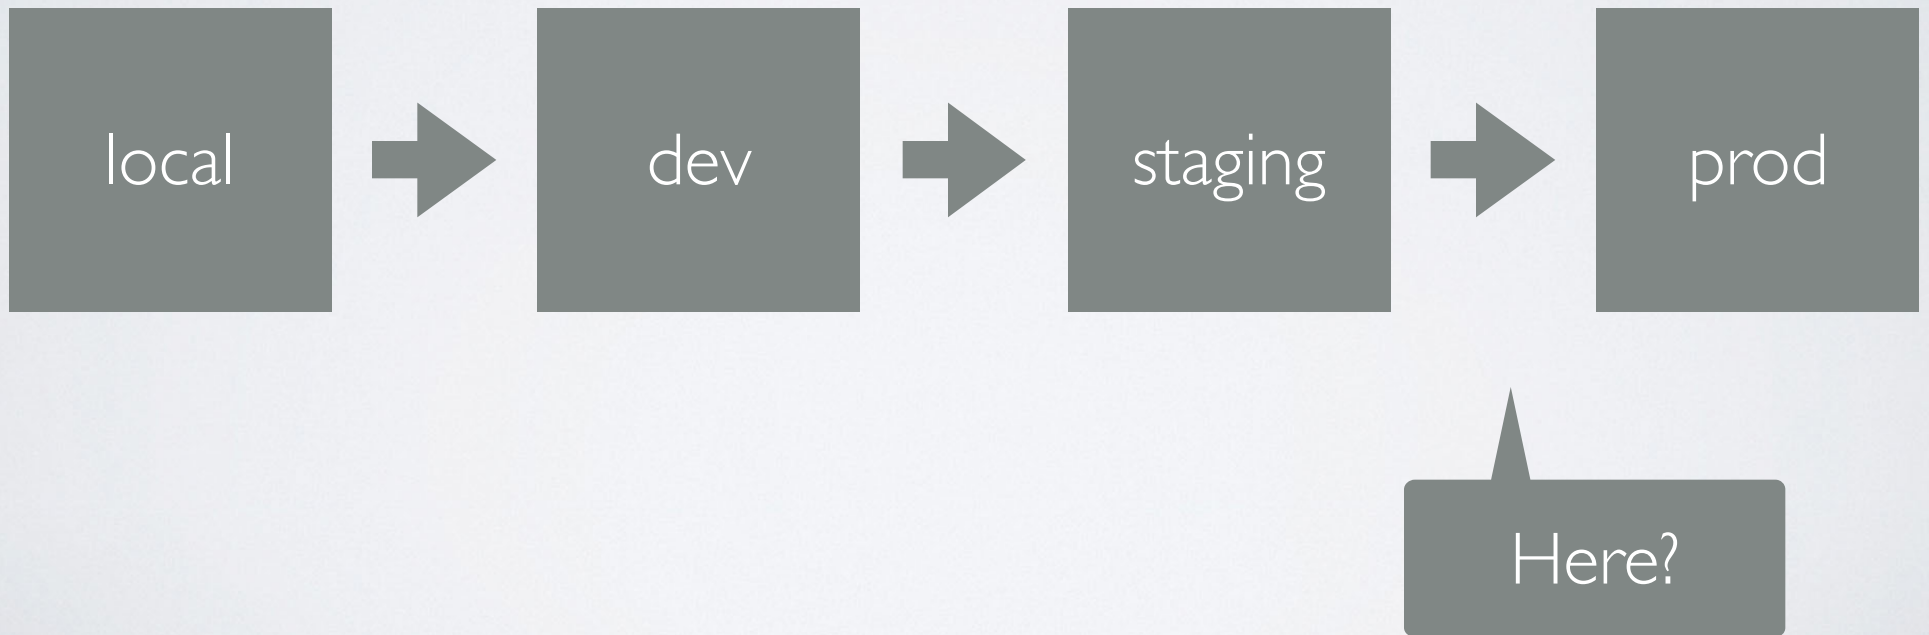 local
dev
staging
prod
Here?